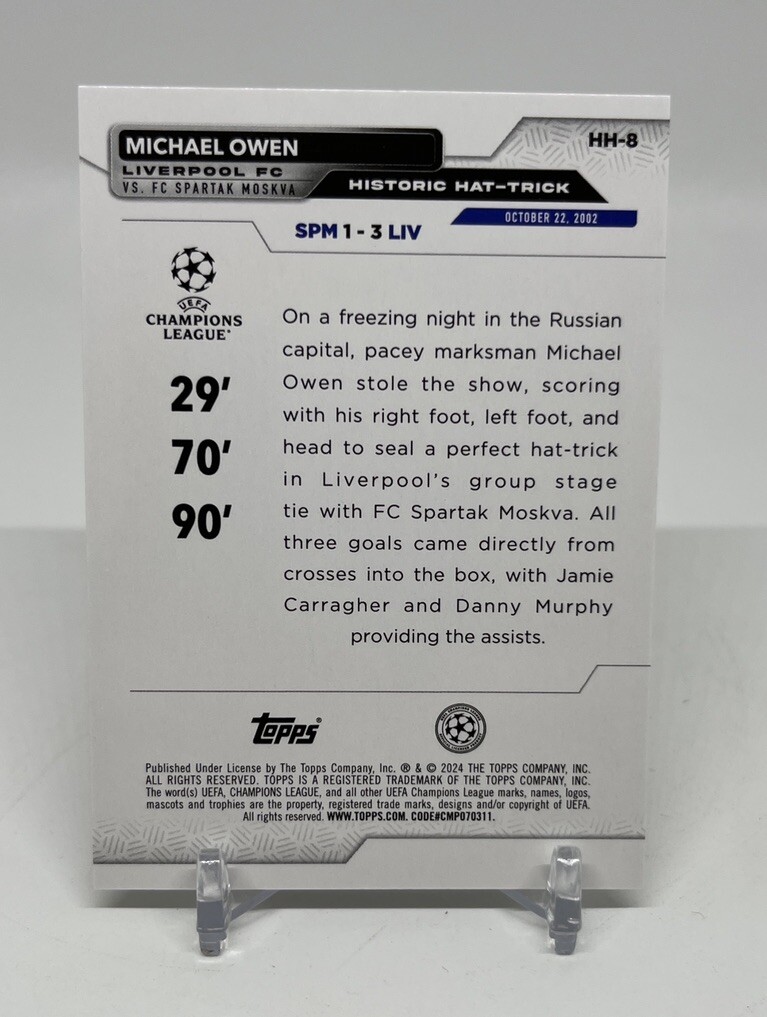 MICHAEL OWEN
HH-8
LIVERPOOL FC
VS. FC SPARTAK MOSKVA
HISTORIC HAT-TRICK
OCTOBER 22, 2002
SPM 1 - 3 LIV
UEFA
CHAMPIONS
LEAGUE
29'
70'
90'
On a freezing night in the Russian
capital, pacey marksman Michael
Owen stole the show, scoring
with his right foot, left foot, and
head to seal a perfect hat-trick
in Liverpool's group stage
tie with FC Spartak Moskva. All
three goals came directly from
crosses into the box, with Jamie
Carragher and Danny Murphy
providing the assists.
topps®
Published Under License by The Topps Company, Inc. ® & © 2024 THE TOPPS COMPANY, INC.
ALL RIGHTS RESERVED. TOPPS IS A REGISTERED TRADEMARK OF THE TOPPS COMPANY, INC.
The word(s) UEFA, CHAMPIONS LEAGUE, and all other UEFA Champions League marks, names, logos,
mascots and trophies are the property, registered trade marks, designs and/or copyright of UEFA.
All rights reserved. WWW.TOPPS.COM. CODE#CMP070311.